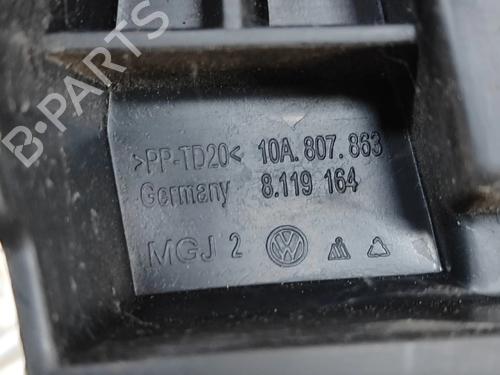 B-PARTS
>PP-TD20< 10A.807.863
Germany 8.119 164
MGJ 2